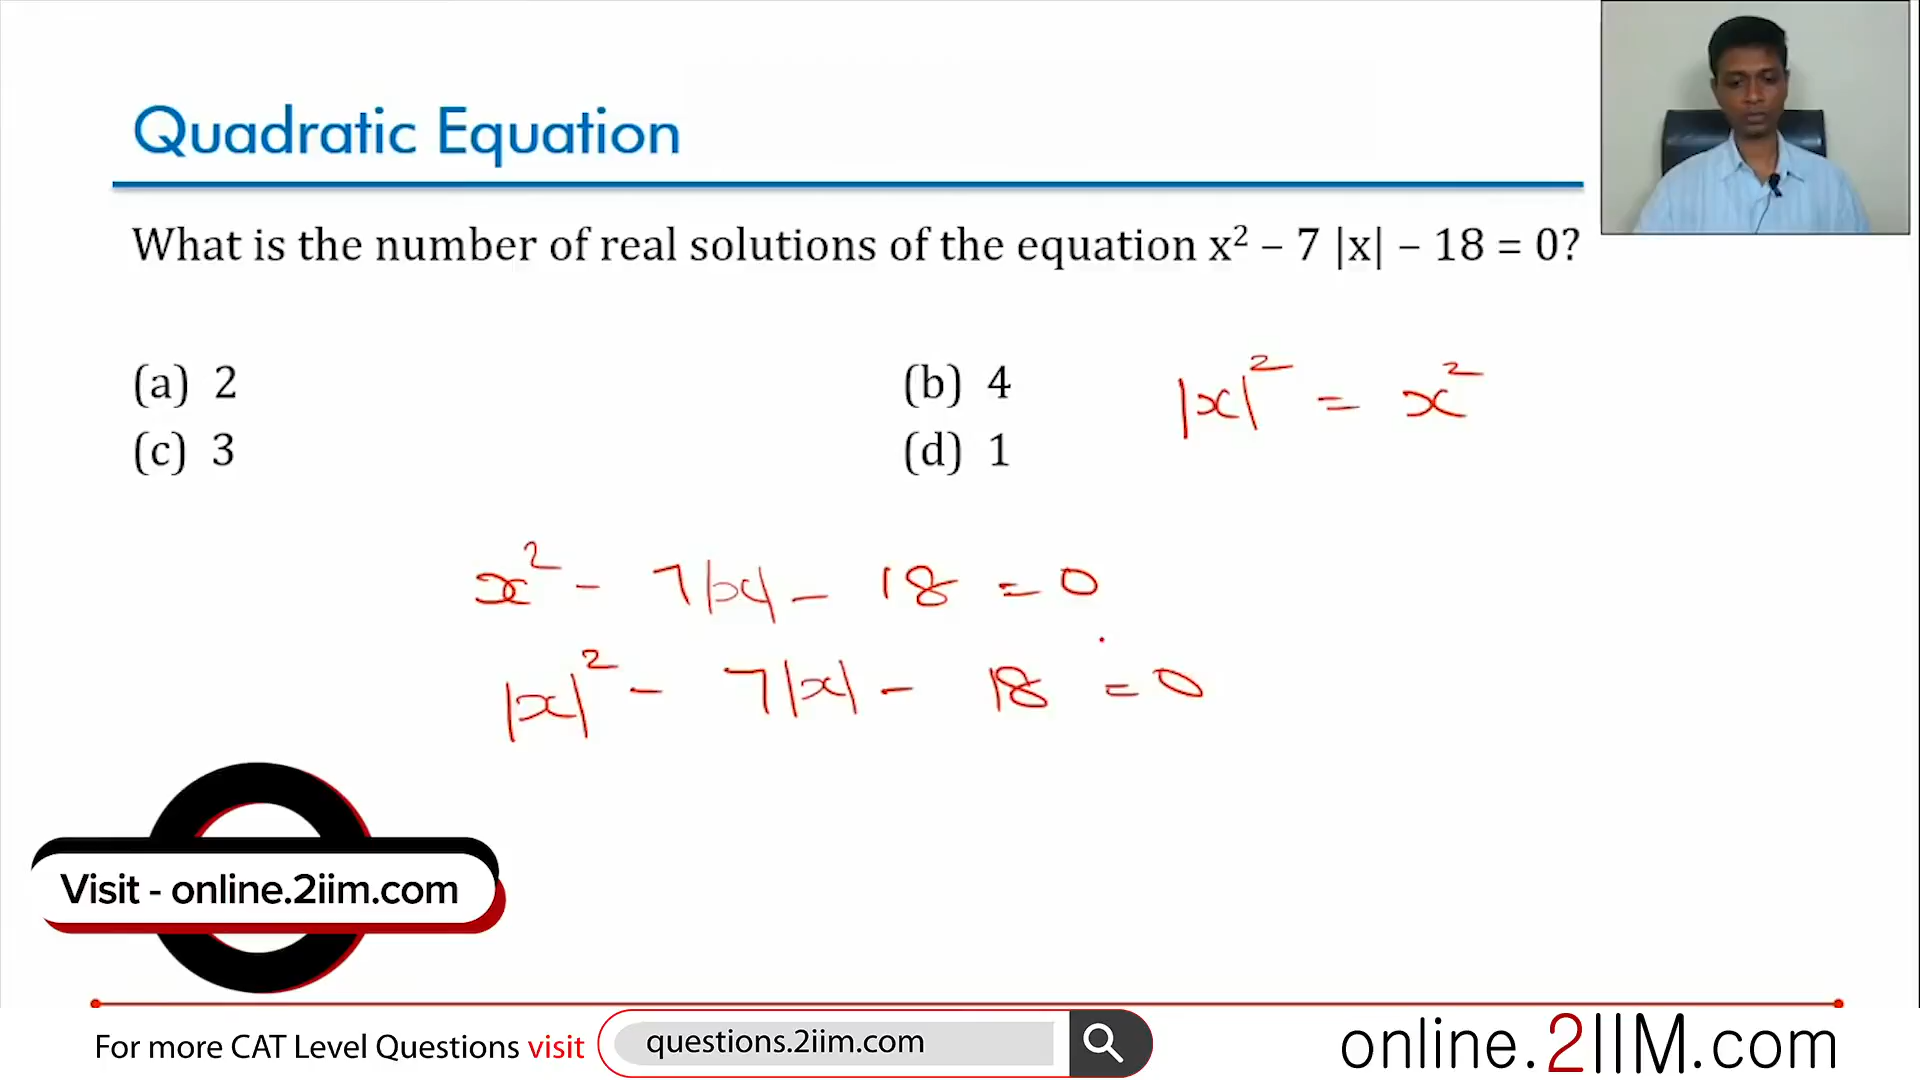 Quadratic Equation
What is the number of real solutions of the equation x² – 7 |x| – 18 = 0?
(a) 2
(b) 4
(c) 3
(d) 1
|x|² = x²
x² - 7|x| - 18 = 0
|x|² - 7|x| - 18 = 0
Visit - online.2iim.com
For more CAT Level Questions visit
questions.2iim.com
online.2IIM.com